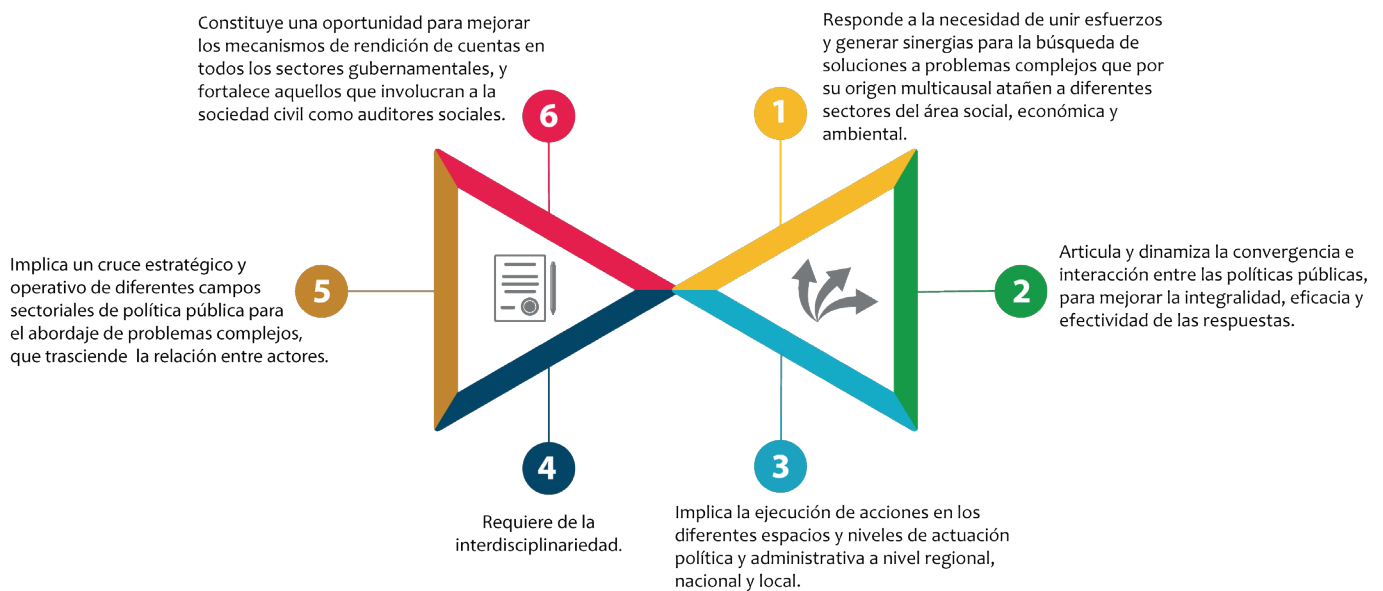 Constituye una oportunidad para mejorar
los mecanismos de rendición de cuentas en
todos los sectores gubernamentales, y
fortalece aquellos que involucran a la
sociedad civil como auditores sociales.
6
1
Responde a la necesidad de unir esfuerzos
y generar sinergias para la búsqueda de
soluciones a problemas complejos que por
su origen multicausal atañen a diferentes
sectores del área social, económica y
ambiental.
Implica un cruce estratégico y
operativo de diferentes campos
sectoriales de política pública para
el abordaje de problemas complejos,
que trasciende la relación entre actores.
5
2
Articula y dinamiza la convergencia e
interacción entre las políticas públicas,
para mejorar la integralidad, eficacia y
efectividad de las respuestas.
4
Requiere de la
interdisciplinariedad.
3
Implica la ejecución de acciones en los
diferentes espacios y niveles de actuación
política y administrativa a nivel regional,
nacional y local.